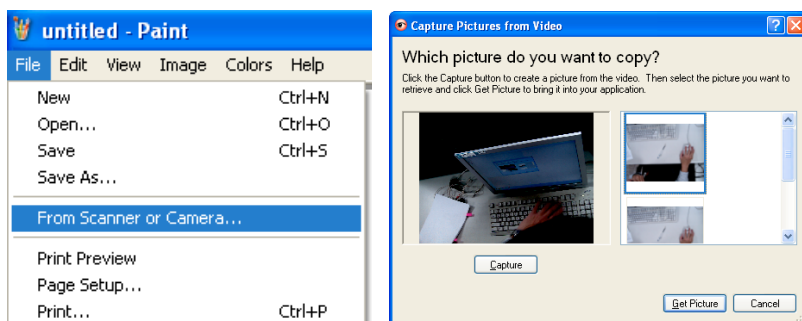 untitled - Paint
File Edit View Image Colors Help
New Ctrl+N
Open... Ctrl+O
Save Ctrl+S
Save As...
From Scanner or Camera...
Print Preview
Page Setup...
Print... Ctrl+P
Capture Pictures from Video
Which picture do you want to copy?
Click the Capture button to create a picture from the video. Then select the picture you want to
retrieve and click Get Picture to bring it into your application.
Capture
Get Picture Cancel